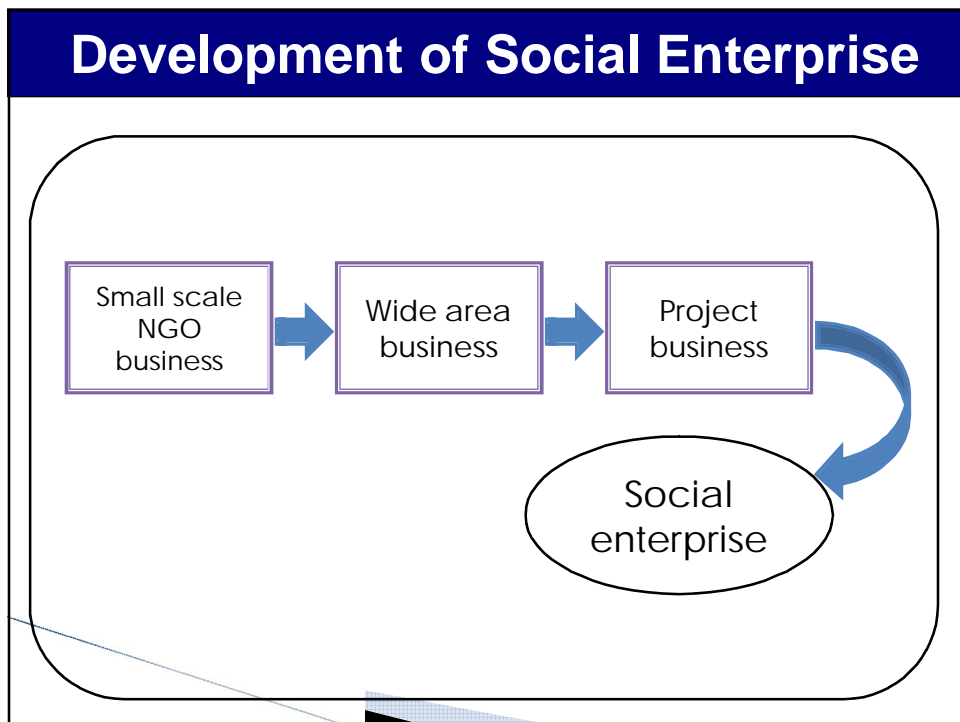 Development of Social Enterprise
Small scale
NGO
business
Wide area
business
Project
business
Social
enterprise